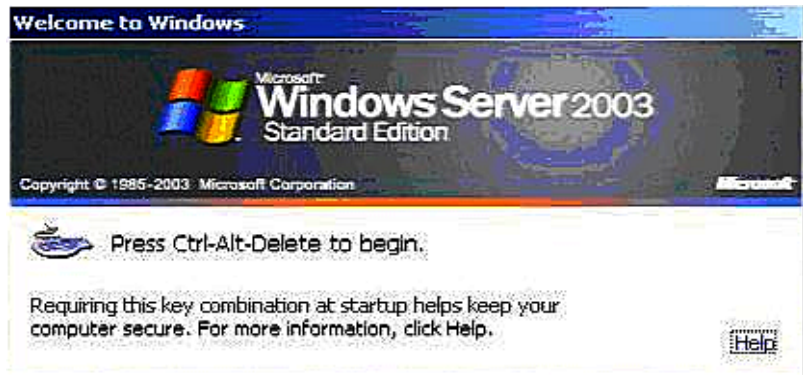 Welcome to Windows
Microsoft
Windows Server 2003
Standard Edition
Copyright © 1985-2003 Microsoft Corporation
Microsoft
Press Ctrl-Alt-Delete to begin.
Requiring this key combination at startup helps keep your
computer secure. For more information, click Help.
Help